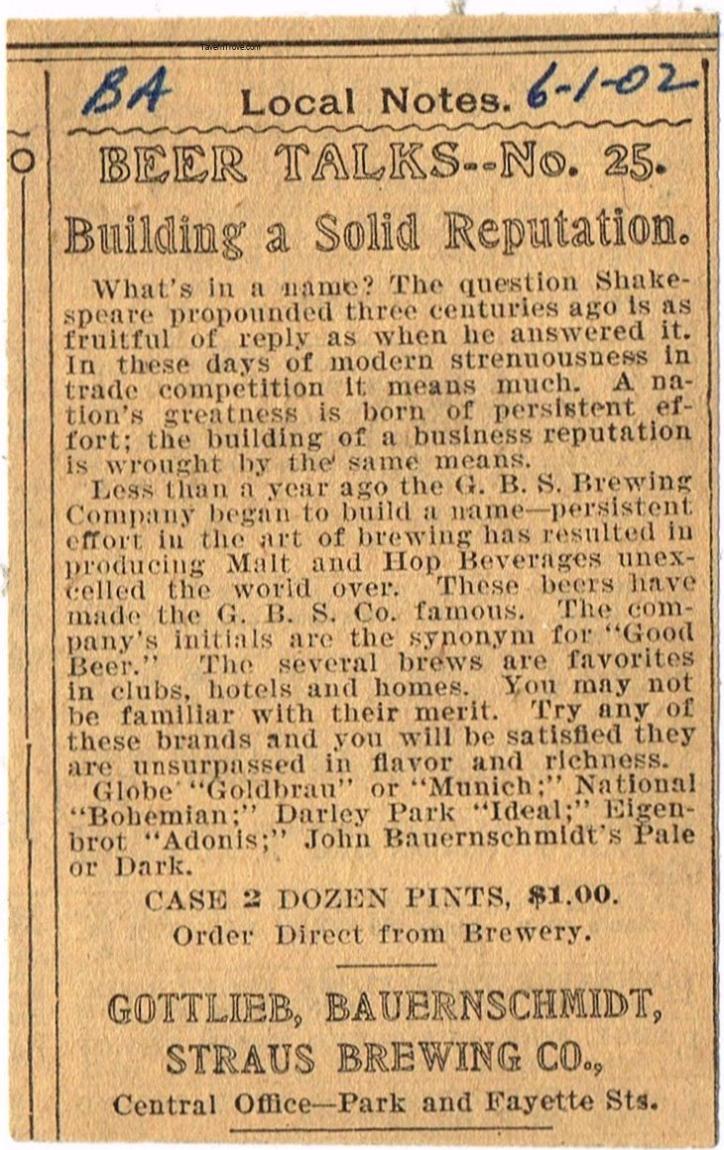 TavernTrove.com
BA Local Notes. 6-1-02
BEER TALKS--No. 25.
Building a Solid Reputation.
What's in a name? The question Shake-
speare propounded three centuries ago is as
fruitful of reply as when he answered it.
In these days of modern strenuousness in
trade competition it means much. A na-
tion's greatness is born of persistent ef-
fort; the building of a business reputation
is wrought by the same means.
Less than a year ago the G. B. S. Brewing
Company began to build a name—persistent
effort in the art of brewing has resulted in
producing Malt and Hop Beverages unex-
celled the world over. These beers have
made the G. B. S. Co. famous. The com-
pany's initials are the synonym for "Good
Beer." The several brews are favorites
in clubs, hotels and homes. You may not
be familiar with their merit. Try any of
these brands and you will be satisfied they
are unsurpassed in flavor and richness.
Globe "Goldbrau" or "Munich;" National
"Bohemian;" Darley Park "Ideal;" Eigen-
brot "Adonis;" John Bauernschmidt's Pale
or Dark.
CASE 2 DOZEN PINTS, $1.00.
Order Direct from Brewery.
GOTTLIEB, BAUERNSCHMIDT,
STRAUS BREWING CO.,
Central Office—Park and Fayette Sts.